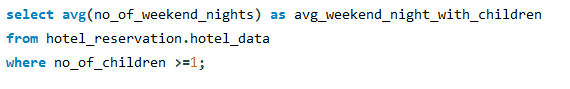 select avg(no_of_weekend_nights) as avg_weekend_night_with_children
from hotel_reservation.hotel_data
where no_of_children >=1;